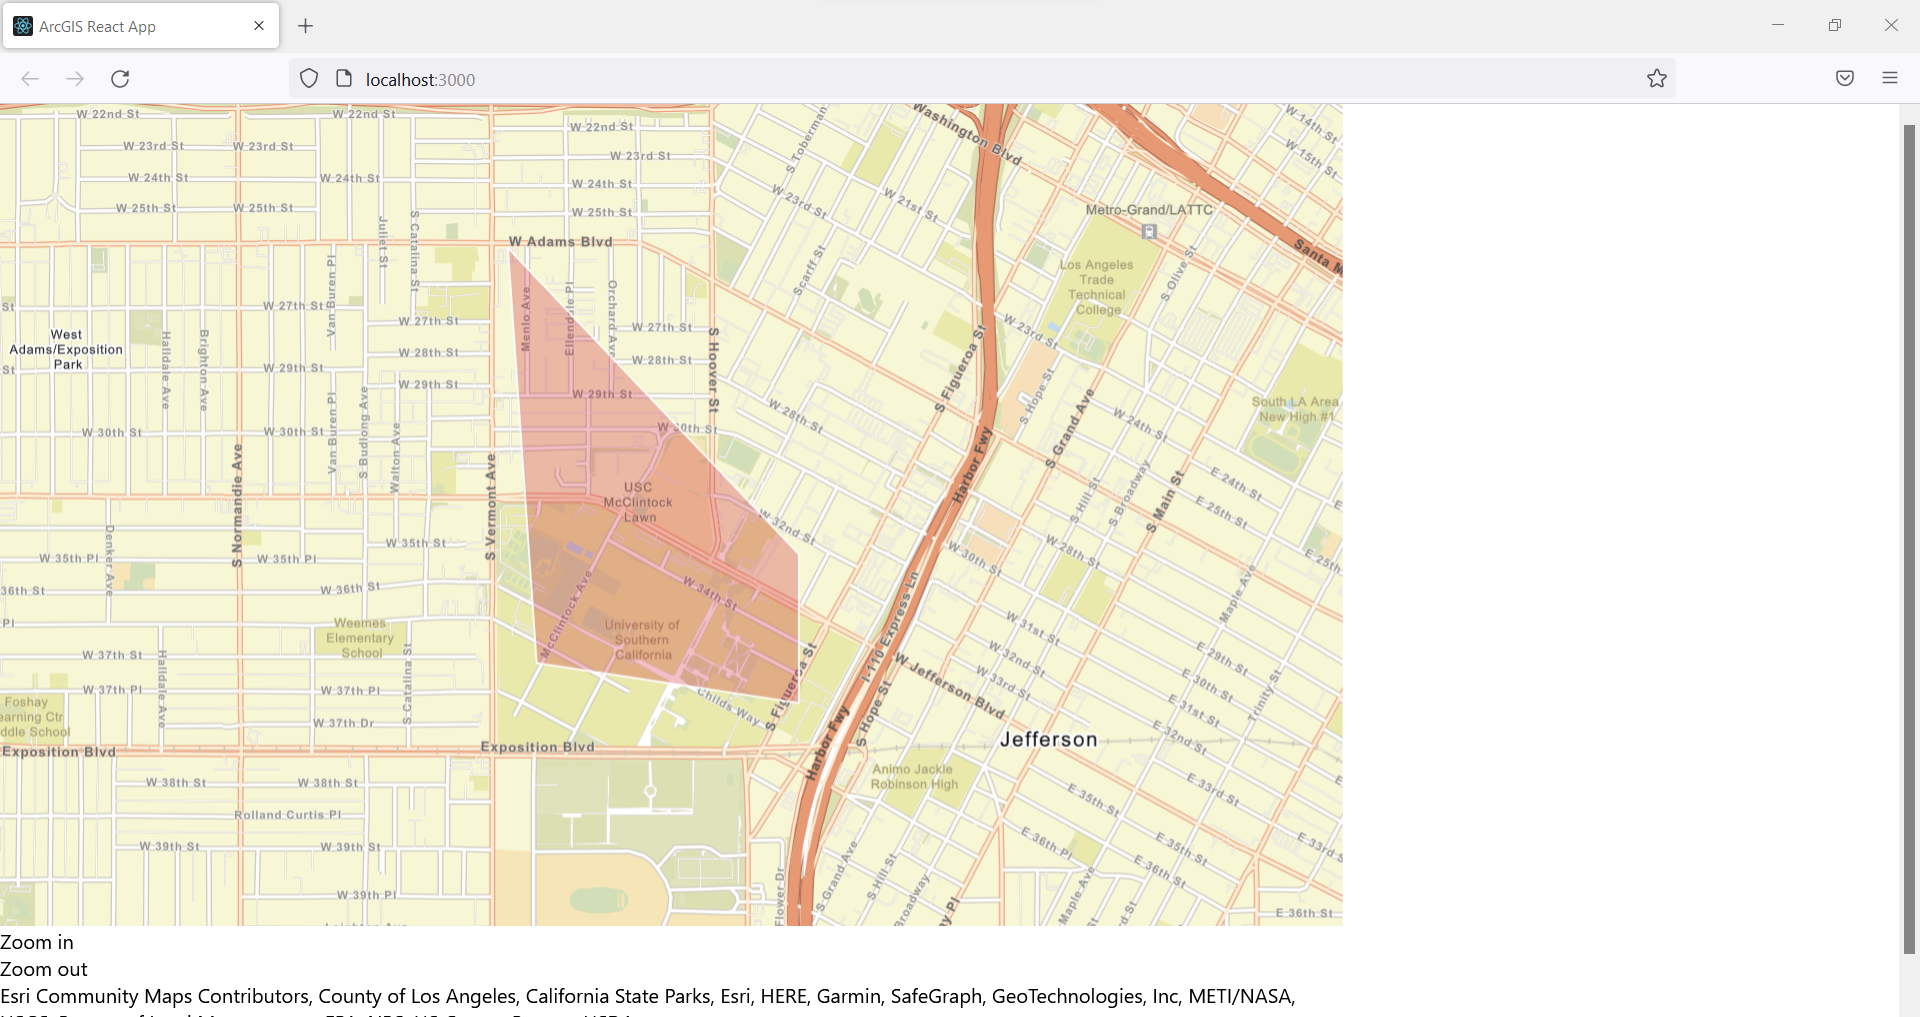 ArcGIS React App
localhost:3000
W 22nd St
W 22nd St
W 22nd St
W 23rd St
W 23rd St
W 23rd St
W 24th St
W 24th St
W 24th St
W 25th St
W 25th St
W 25th St
S Toberman
Washington Blvd
W 14th St
W 15th St
W 23rd St
W 21st St
Metro-Grand/LATTC
Juliet St
S Catalina St
W Adams Blvd
Santa M
Scarff St
S Olive St
Los Angeles
Trade
Technical
College
Van Buren Pl
Menlo Ave
Ellendale Pl
Orchard Ave
St
W 27th St
W 27th St
W 27th St
W 23rd St
West
Adams/Exposition
Park
Halldale Ave
Brighton Ave
W 28th St
W 28th St
S Hoover St
S Figueroa St
St
W 29th St
W 29th St
W 29th St
S Hope St
S Grand Ave
South LA Area
New High #1
W 28th St
W 24th St
W 30th St
W 30th St
W 30th St
Van Buren Pl
S Budlong Ave
Walton Ave
S Normandie Ave
S Vermont Ave
Harbor Fwy
S Hill St
S Broadway
S Main St
E 24th St
E 25th St
USC
McClintock
Lawn
W 32nd St
Denker Ave
W 35th Pl
W 35th Pl
W 35th St
W 30th St
W 28th St
E 25th
36th St
W 36th St
McClintock Ave
W 34th St
I-110 Express Ln
Maple Ave
Pl
Weemes
Elementary
School
University of
Southern
California
W 31st St
W 37th St
Halldale Ave
S Catalina St
S Figueroa St
W Jefferson Blvd
W 32nd St
W 33rd St
E 29th St
E 30th St
E 31st St
E 32nd St
Trinity St
W 37th Pl
W 37th Pl
Childs Way
Foshay
earning Ctr
ddle School
W 37th Dr
S Hope St
Harbor Fwy
Jefferson
Exposition Blvd
Exposition Blvd
Animo Jackle
Robinson High
W 38th St
W 38th St
E 33rd St
E 35th St
Rolland Curtis Pl
W 39th St
W 39th St
E 36th Pl
E 35th St
E 33rd S
E 36th St
W 39th Pl
Flower Dr
S Grand Ave
S Hill St
Broadway
ay Pl
Maple Ave
rd St
E 36th St
Zoom in
Zoom out
Esri Community Maps Contributors, County of Los Angeles, California State Parks, Esri, HERE, Garmin, SafeGraph, GeoTechnologies, Inc, METI/NASA,